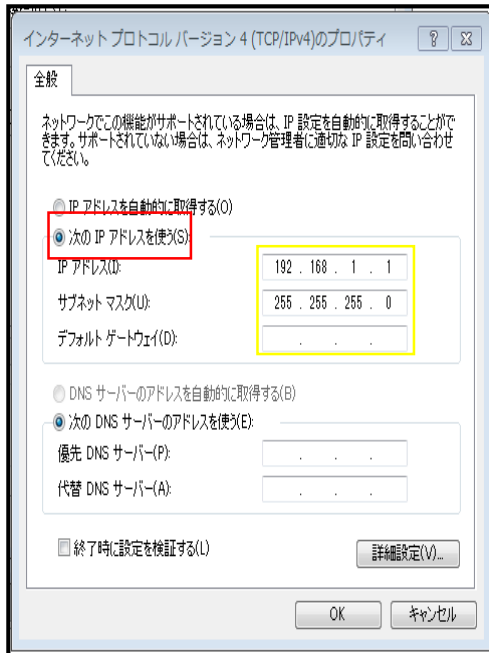 インターネット プロトコル バージョン 4 (TCP/IPv4)のプロパティ
全般
ネットワークでこの機能がサポートされている場合は、IP 設定を自動的に取得することがで
きます。サポートされていない場合は、ネットワーク管理者に適切な IP 設定を問い合わせ
てください。
IP アドレスを自動的に取得する(O)
次の IP アドレスを使う(S):
IP アドレス(I): 192 . 168 . 1 . 1
サブネット マスク(U): 255 . 255 . 255 . 0
デフォルト ゲートウェイ(D): . . .
DNS サーバーのアドレスを自動的に取得する(B)
次の DNS サーバーのアドレスを使う(E):
優先 DNS サーバー(P): . . .
代替 DNS サーバー(A): . . .
終了時に設定を検証する(L)
詳細設定(V)...
OK キャンセル